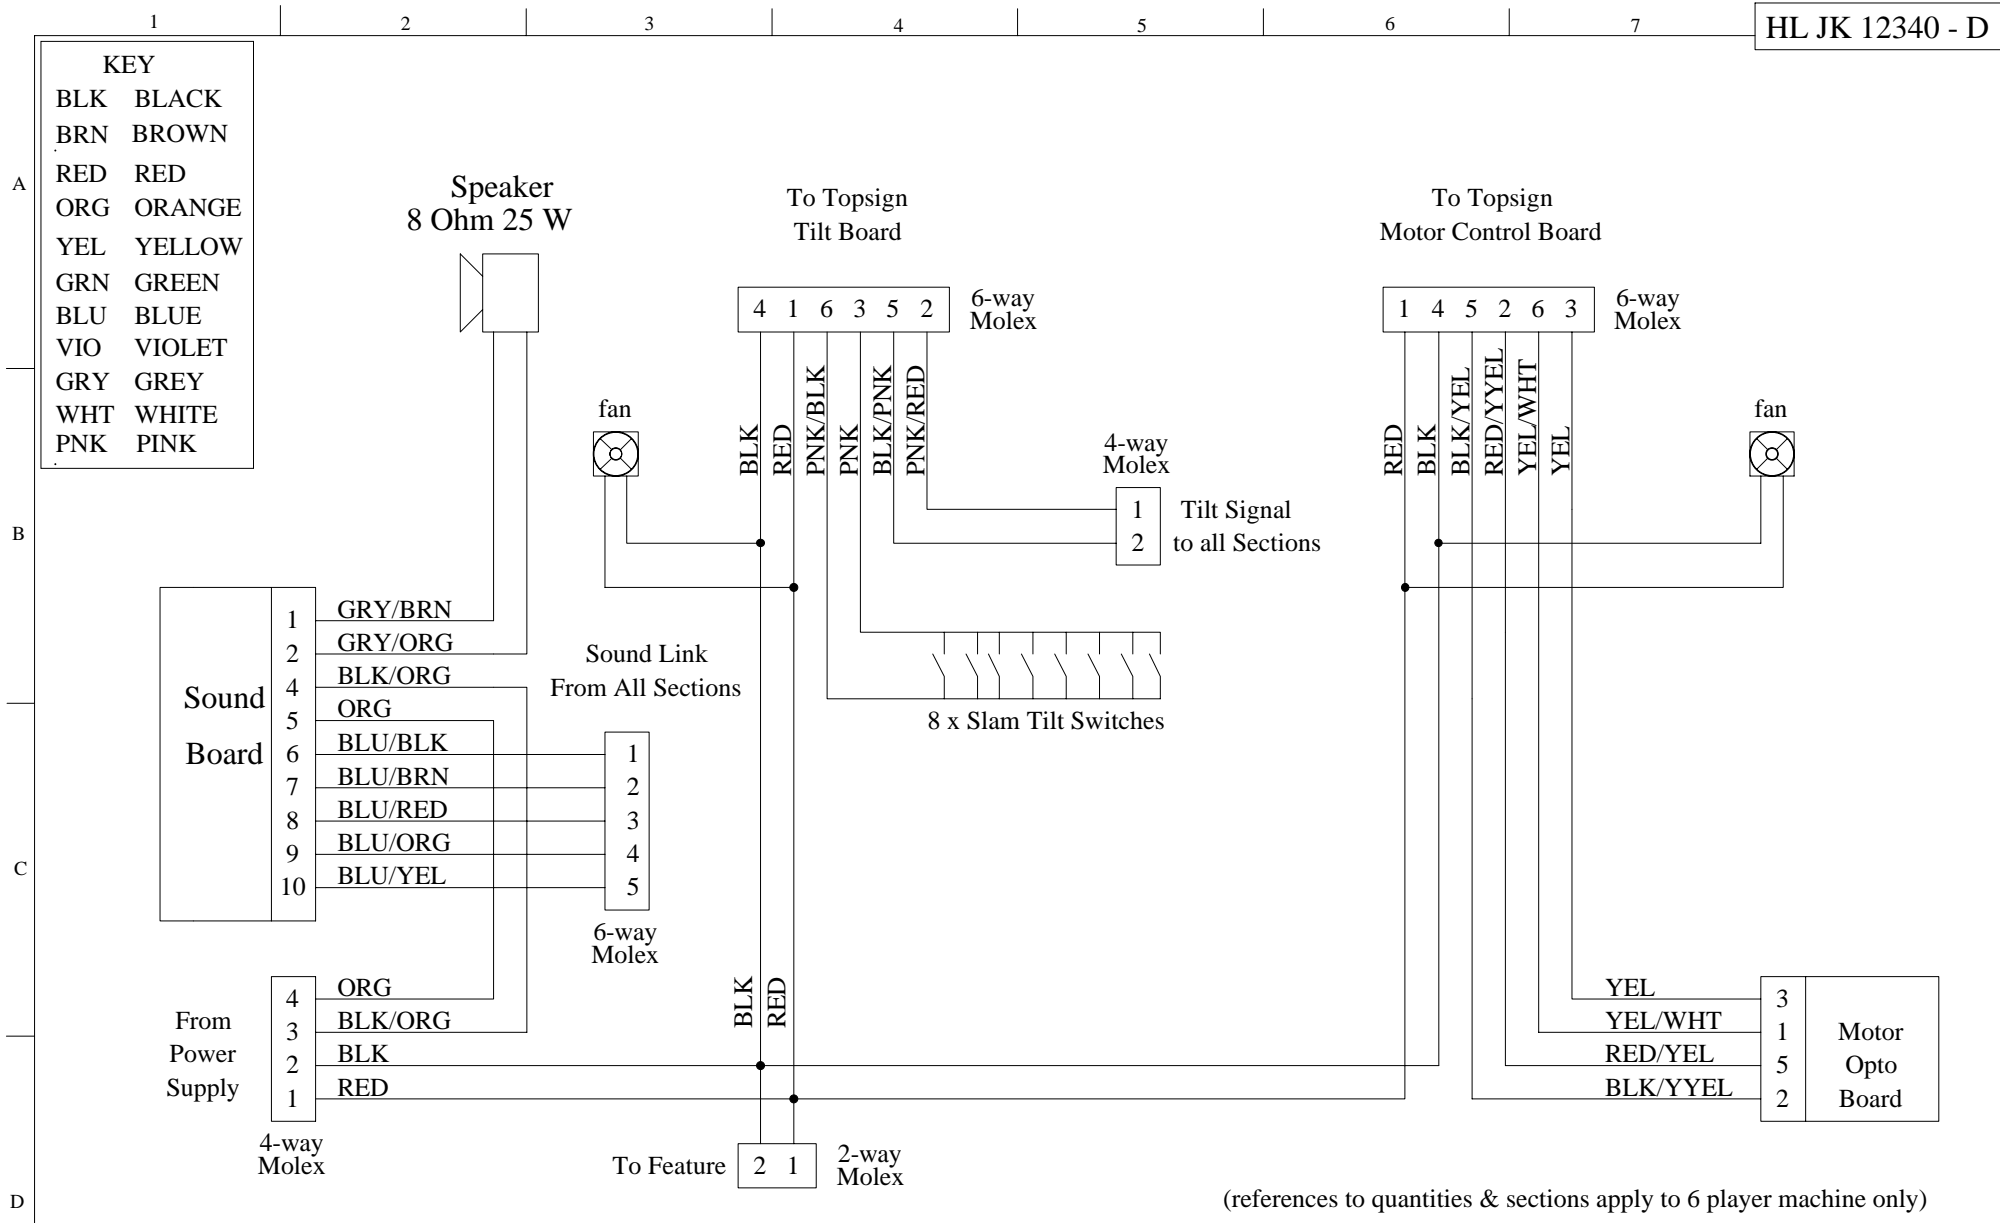 1 2 3 4 5 6 7
HL JK 12340 - D
KEY
BLK BLACK
BRN BROWN
RED RED
ORG ORANGE
YEL YELLOW
GRN GREEN
BLU BLUE
VIO VIOLET
GRY GREY
WHT WHITE
PNK PINK
A
B
C
D
Speaker
8 Ohm 25 W
To Topsign
Tilt Board
4 1 6 3 5 2
6-way
Molex
BLK
RED
PNK/BLK
PNK
BLK/PNK
PNK/RED
To Topsign
Motor Control Board
1 4 5 2 6 3
6-way
Molex
RED
BLK
BLK/YEL
RED/YYEL
YEL/WHT
YEL
fan
fan
4-way
Molex
1
2
Tilt Signal
to all Sections
8 x Slam Tilt Switches
Sound
Board
1 GRY/BRN
2 GRY/ORG
4 BLK/ORG
5 ORG
6 BLU/BLK
7 BLU/BRN
8 BLU/RED
9 BLU/ORG
10 BLU/YEL
Sound Link
From All Sections
1
2
3
4
5
6-way
Molex
From
Power
Supply
4 ORG
3 BLK/ORG
2 BLK
1 RED
4-way
Molex
BLK
RED
To Feature
2 1
2-way
Molex
YEL 3
YEL/WHT 1
RED/YEL 5
BLK/YYEL 2
Motor
Opto
Board
(references to quantities & sections apply to 6 player machine only)